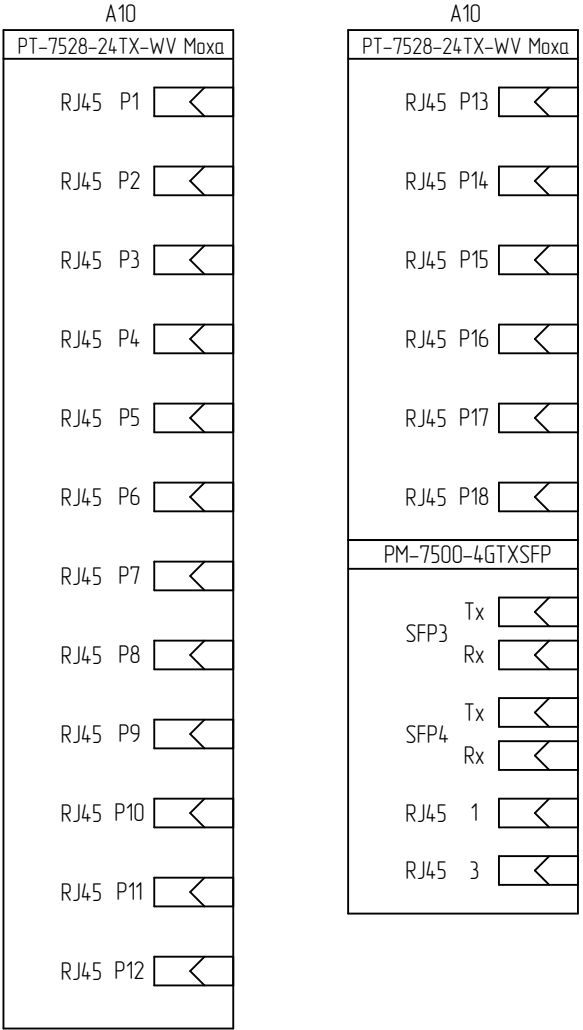 A10
PT-7528-24TX-WV Moxa
RJ45 P1
RJ45 P2
RJ45 P3
RJ45 P4
RJ45 P5
RJ45 P6
RJ45 P7
RJ45 P8
RJ45 P9
RJ45 P10
RJ45 P11
RJ45 P12
A10
PT-7528-24TX-WV Moxa
RJ45 P13
RJ45 P14
RJ45 P15
RJ45 P16
RJ45 P17
RJ45 P18
PM-7500-4GTXSFP
SFP3
Tx
Rx
SFP4
Tx
Rx
RJ45 1
RJ45 3